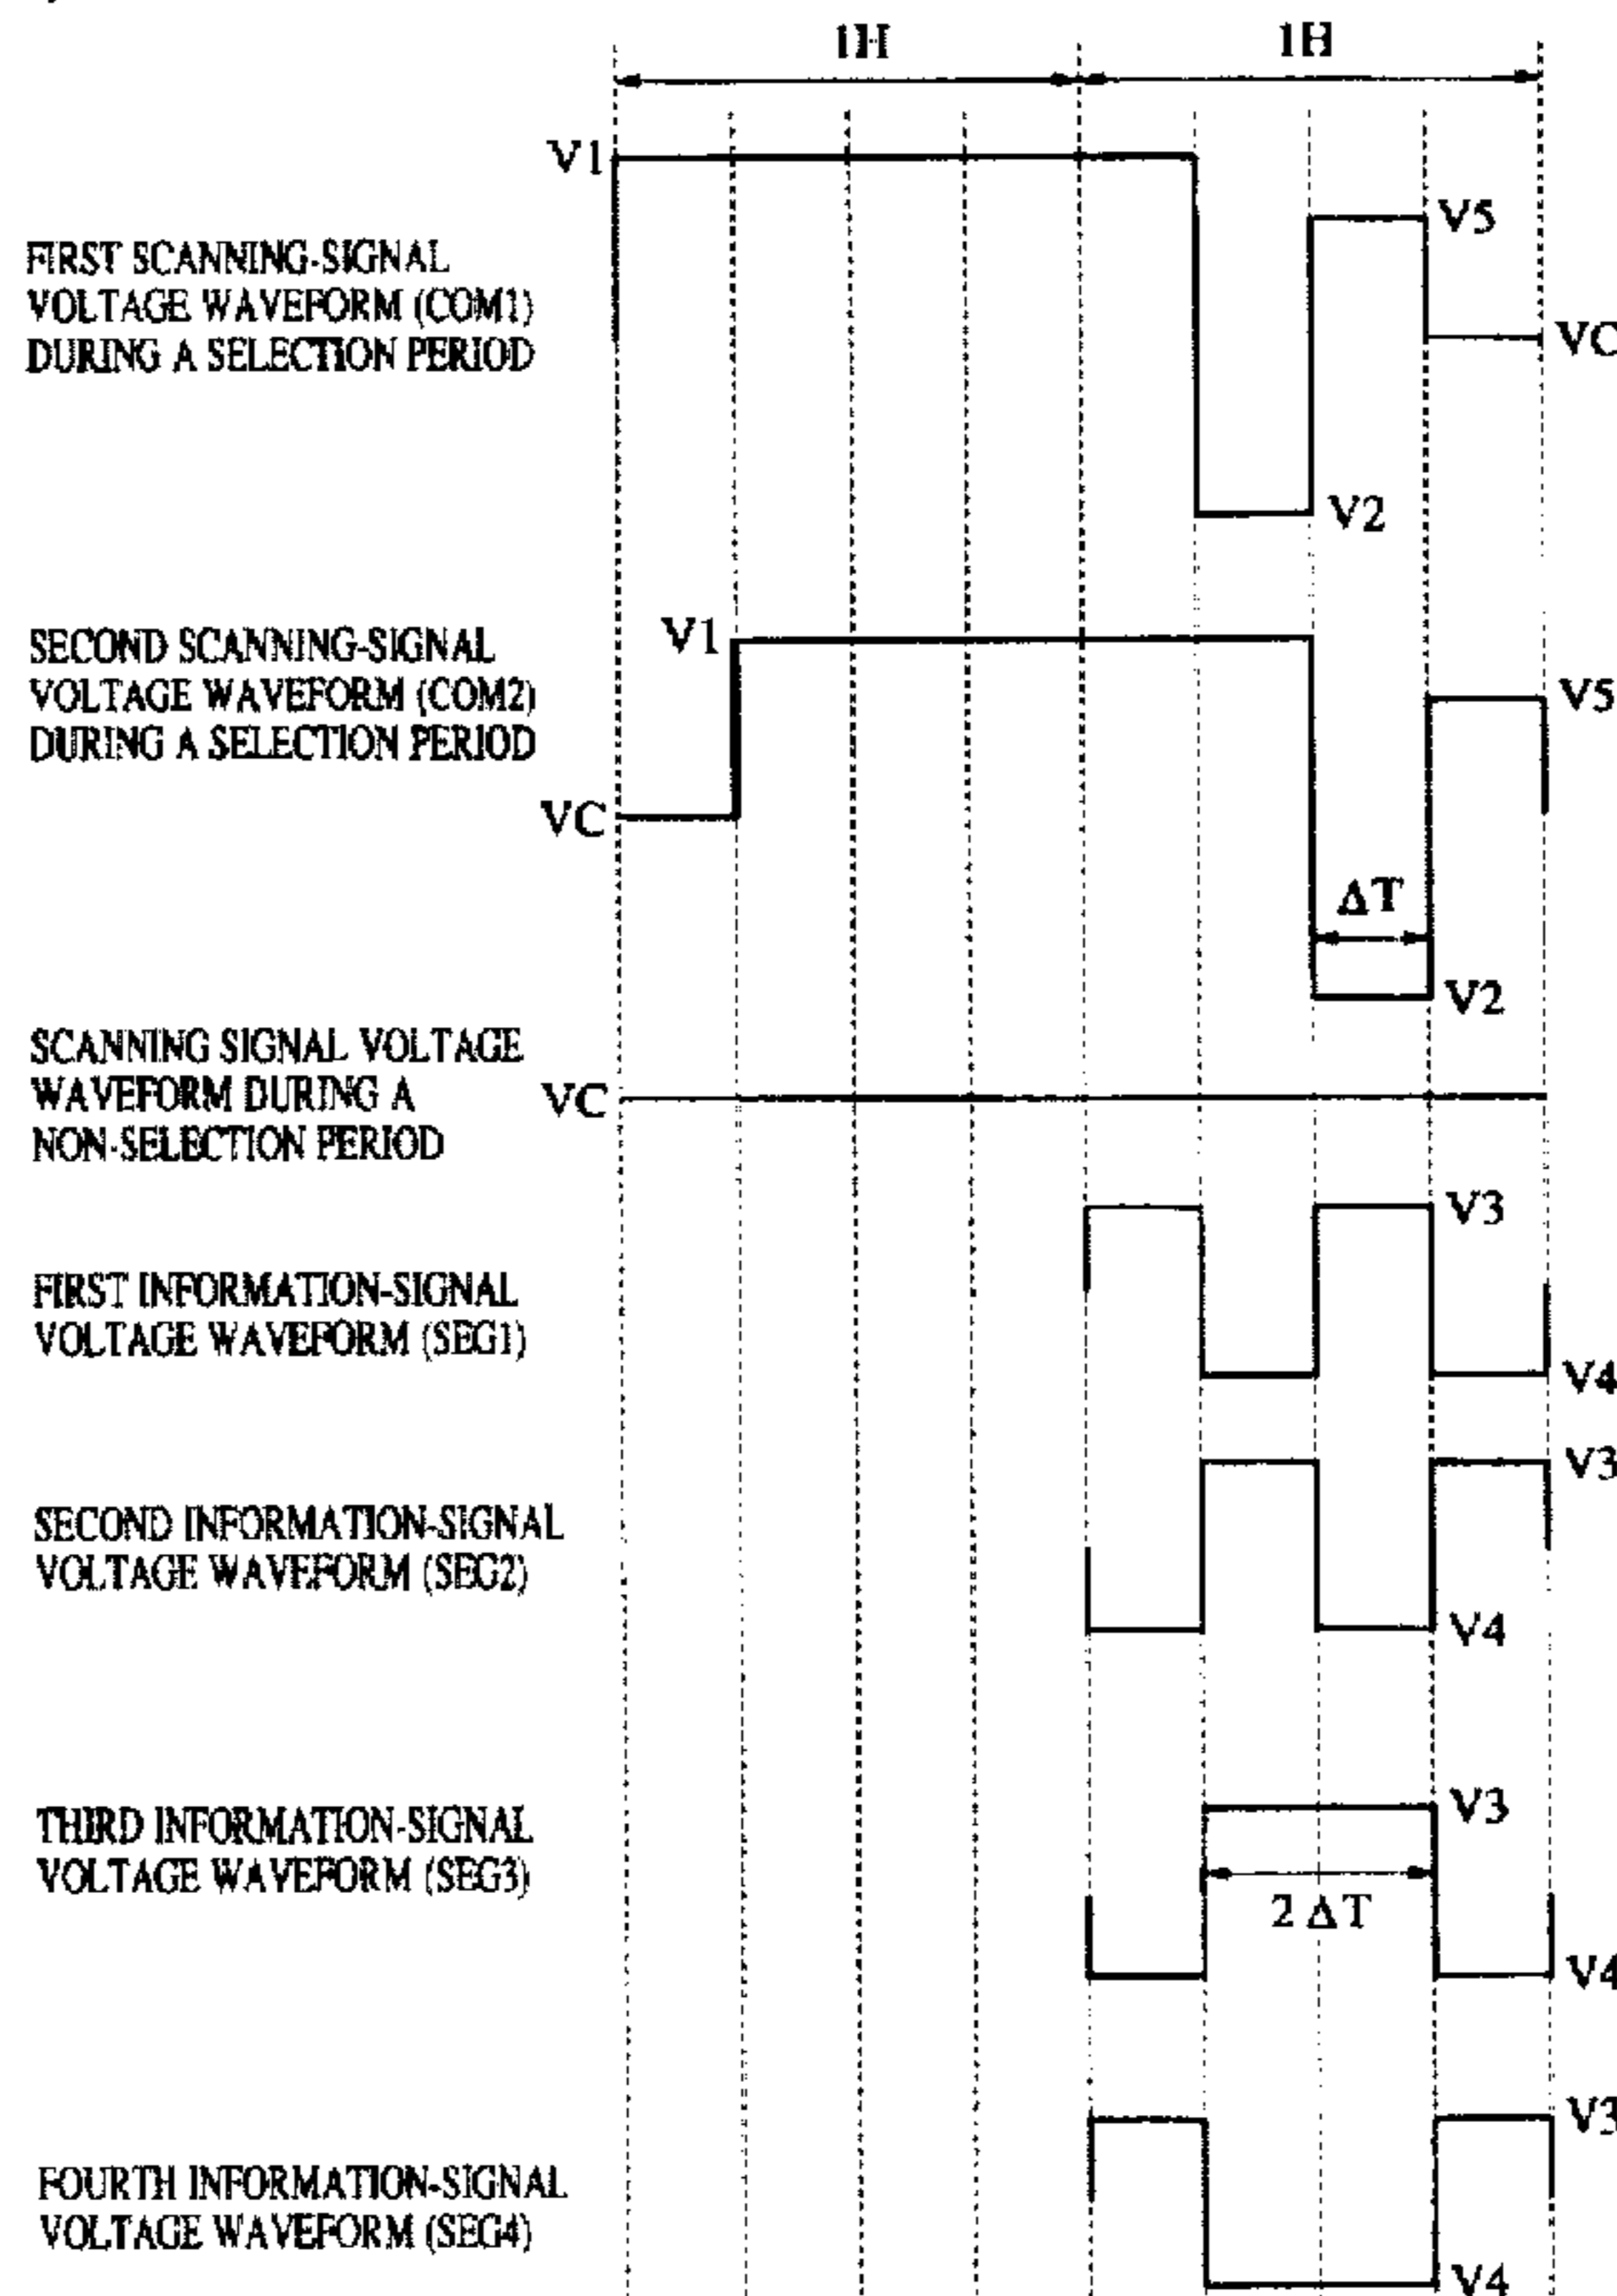 1H 1H
V1
V5
FIRST SCANNING-SIGNAL
VOLTAGE WAVEFORM (COM1)
DURING A SELECTION PERIOD
VC
V2
SECOND SCANNING-SIGNAL
VOLTAGE WAVEFORM (COM2)
DURING A SELECTION PERIOD
V1
V5
VC
ΔT
V2
SCANNING SIGNAL VOLTAGE
WAVEFORM DURING A
NON-SELECTION PERIOD
VC
V3
FIRST INFORMATION-SIGNAL
VOLTAGE WAVEFORM (SEG1)
V4
V3
SECOND INFORMATION-SIGNAL
VOLTAGE WAVEFORM (SEG2)
V4
V3
THIRD INFORMATION-SIGNAL
VOLTAGE WAVEFORM (SEG3)
2 ΔT
V4
V3
FOURTH INFORMATION-SIGNAL
VOLTAGE WAVEFORM (SEG4)
V4